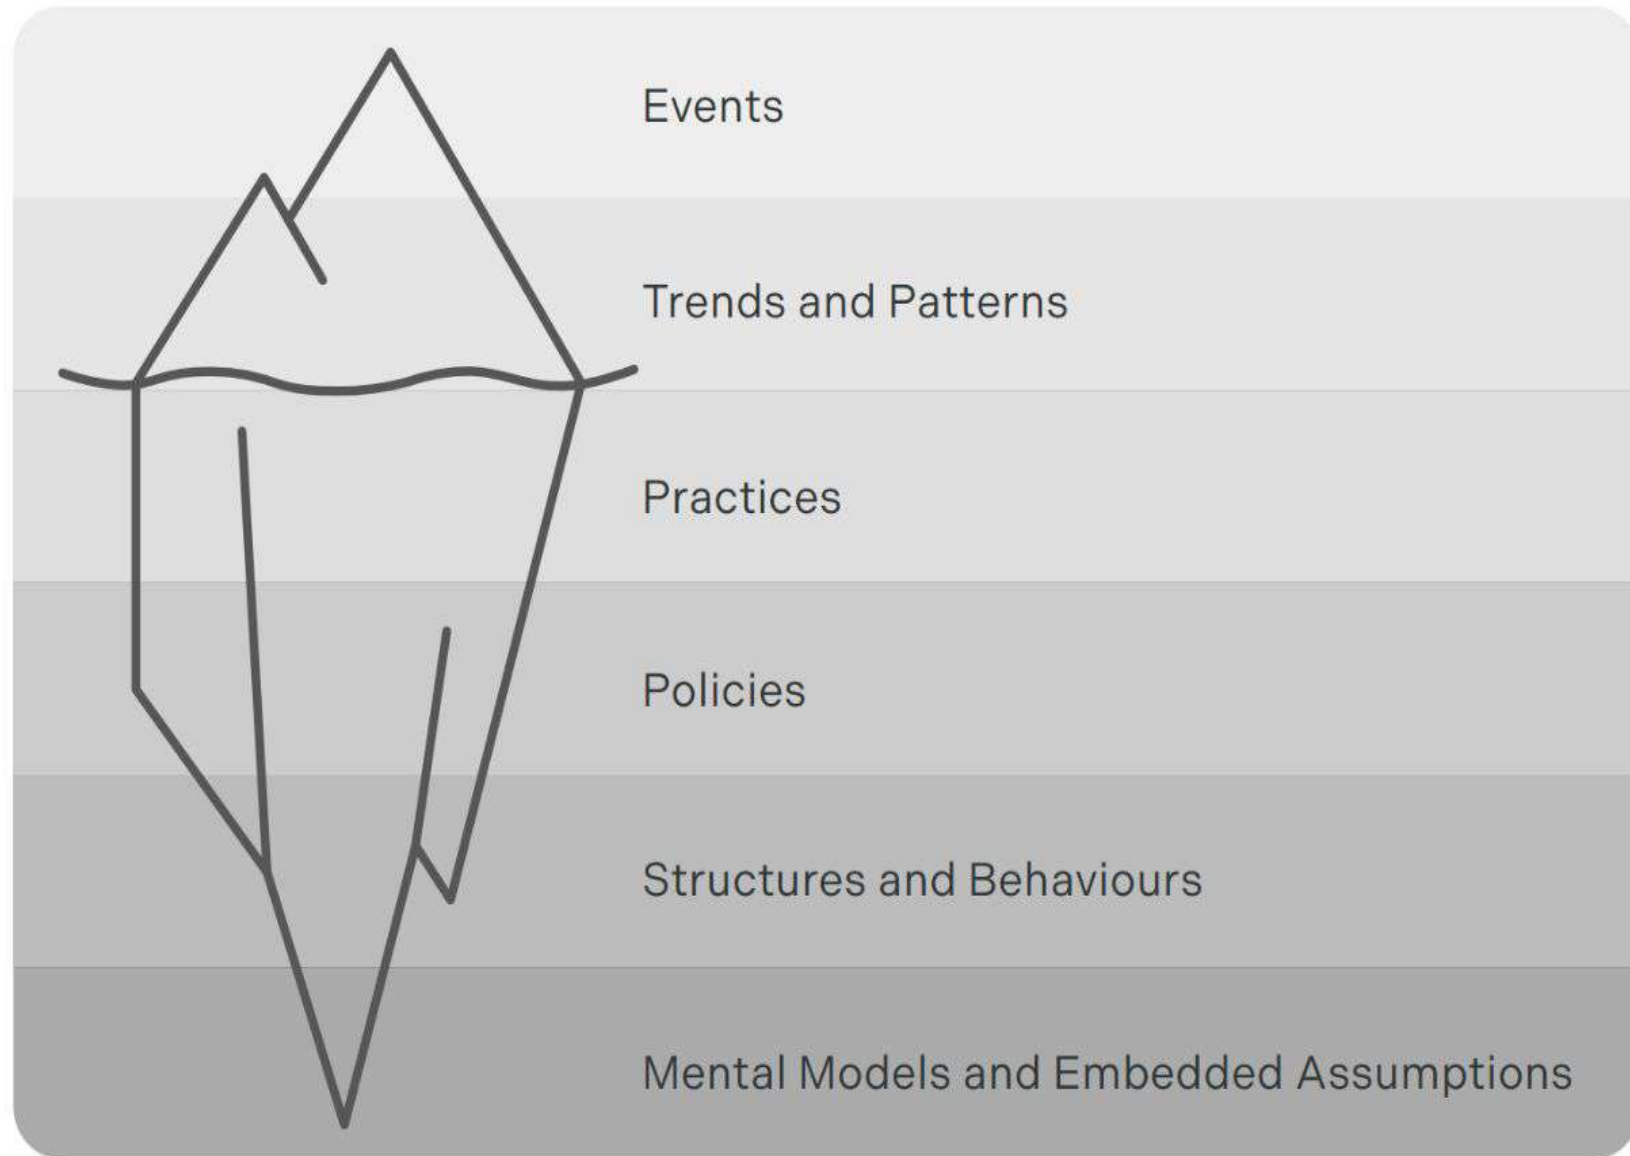 Events
Trends and Patterns
Practices
Policies
Structures and Behaviours
Mental Models and Embedded Assumptions